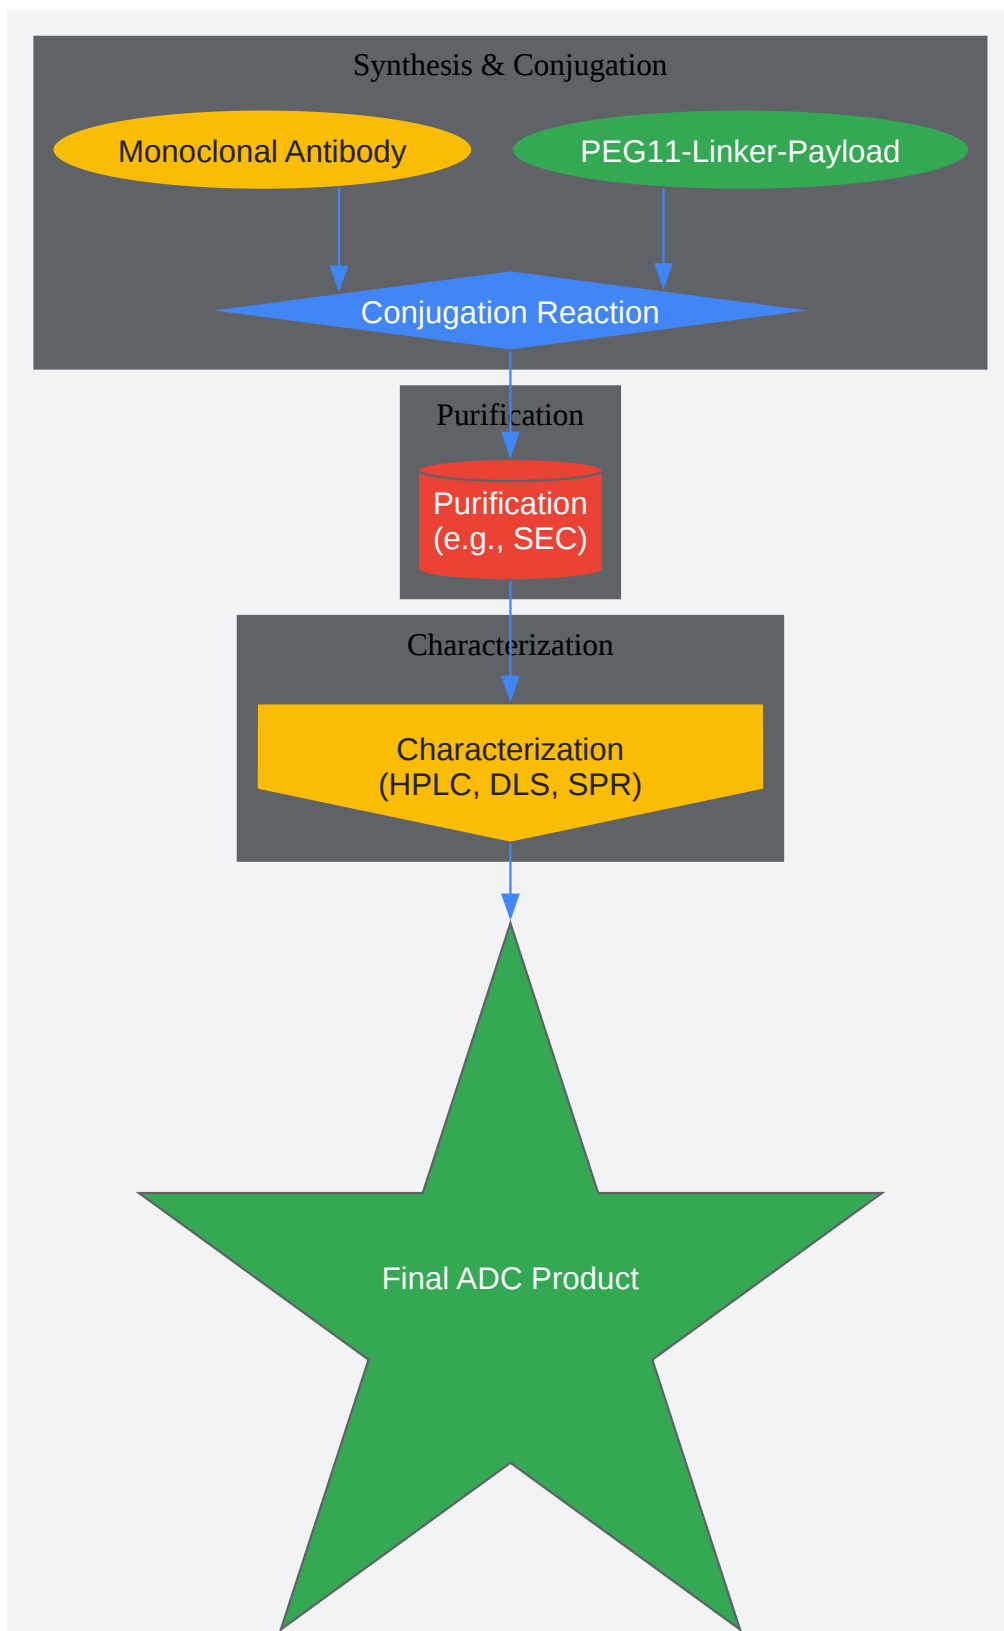 Synthesis & Conjugation
Monoclonal Antibody
PEG11-Linker-Payload
Conjugation Reaction
Purification
Purification
(e.g., SEC)
Characterization
Characterization
(HPLC, DLS, SPR)
Final ADC Product